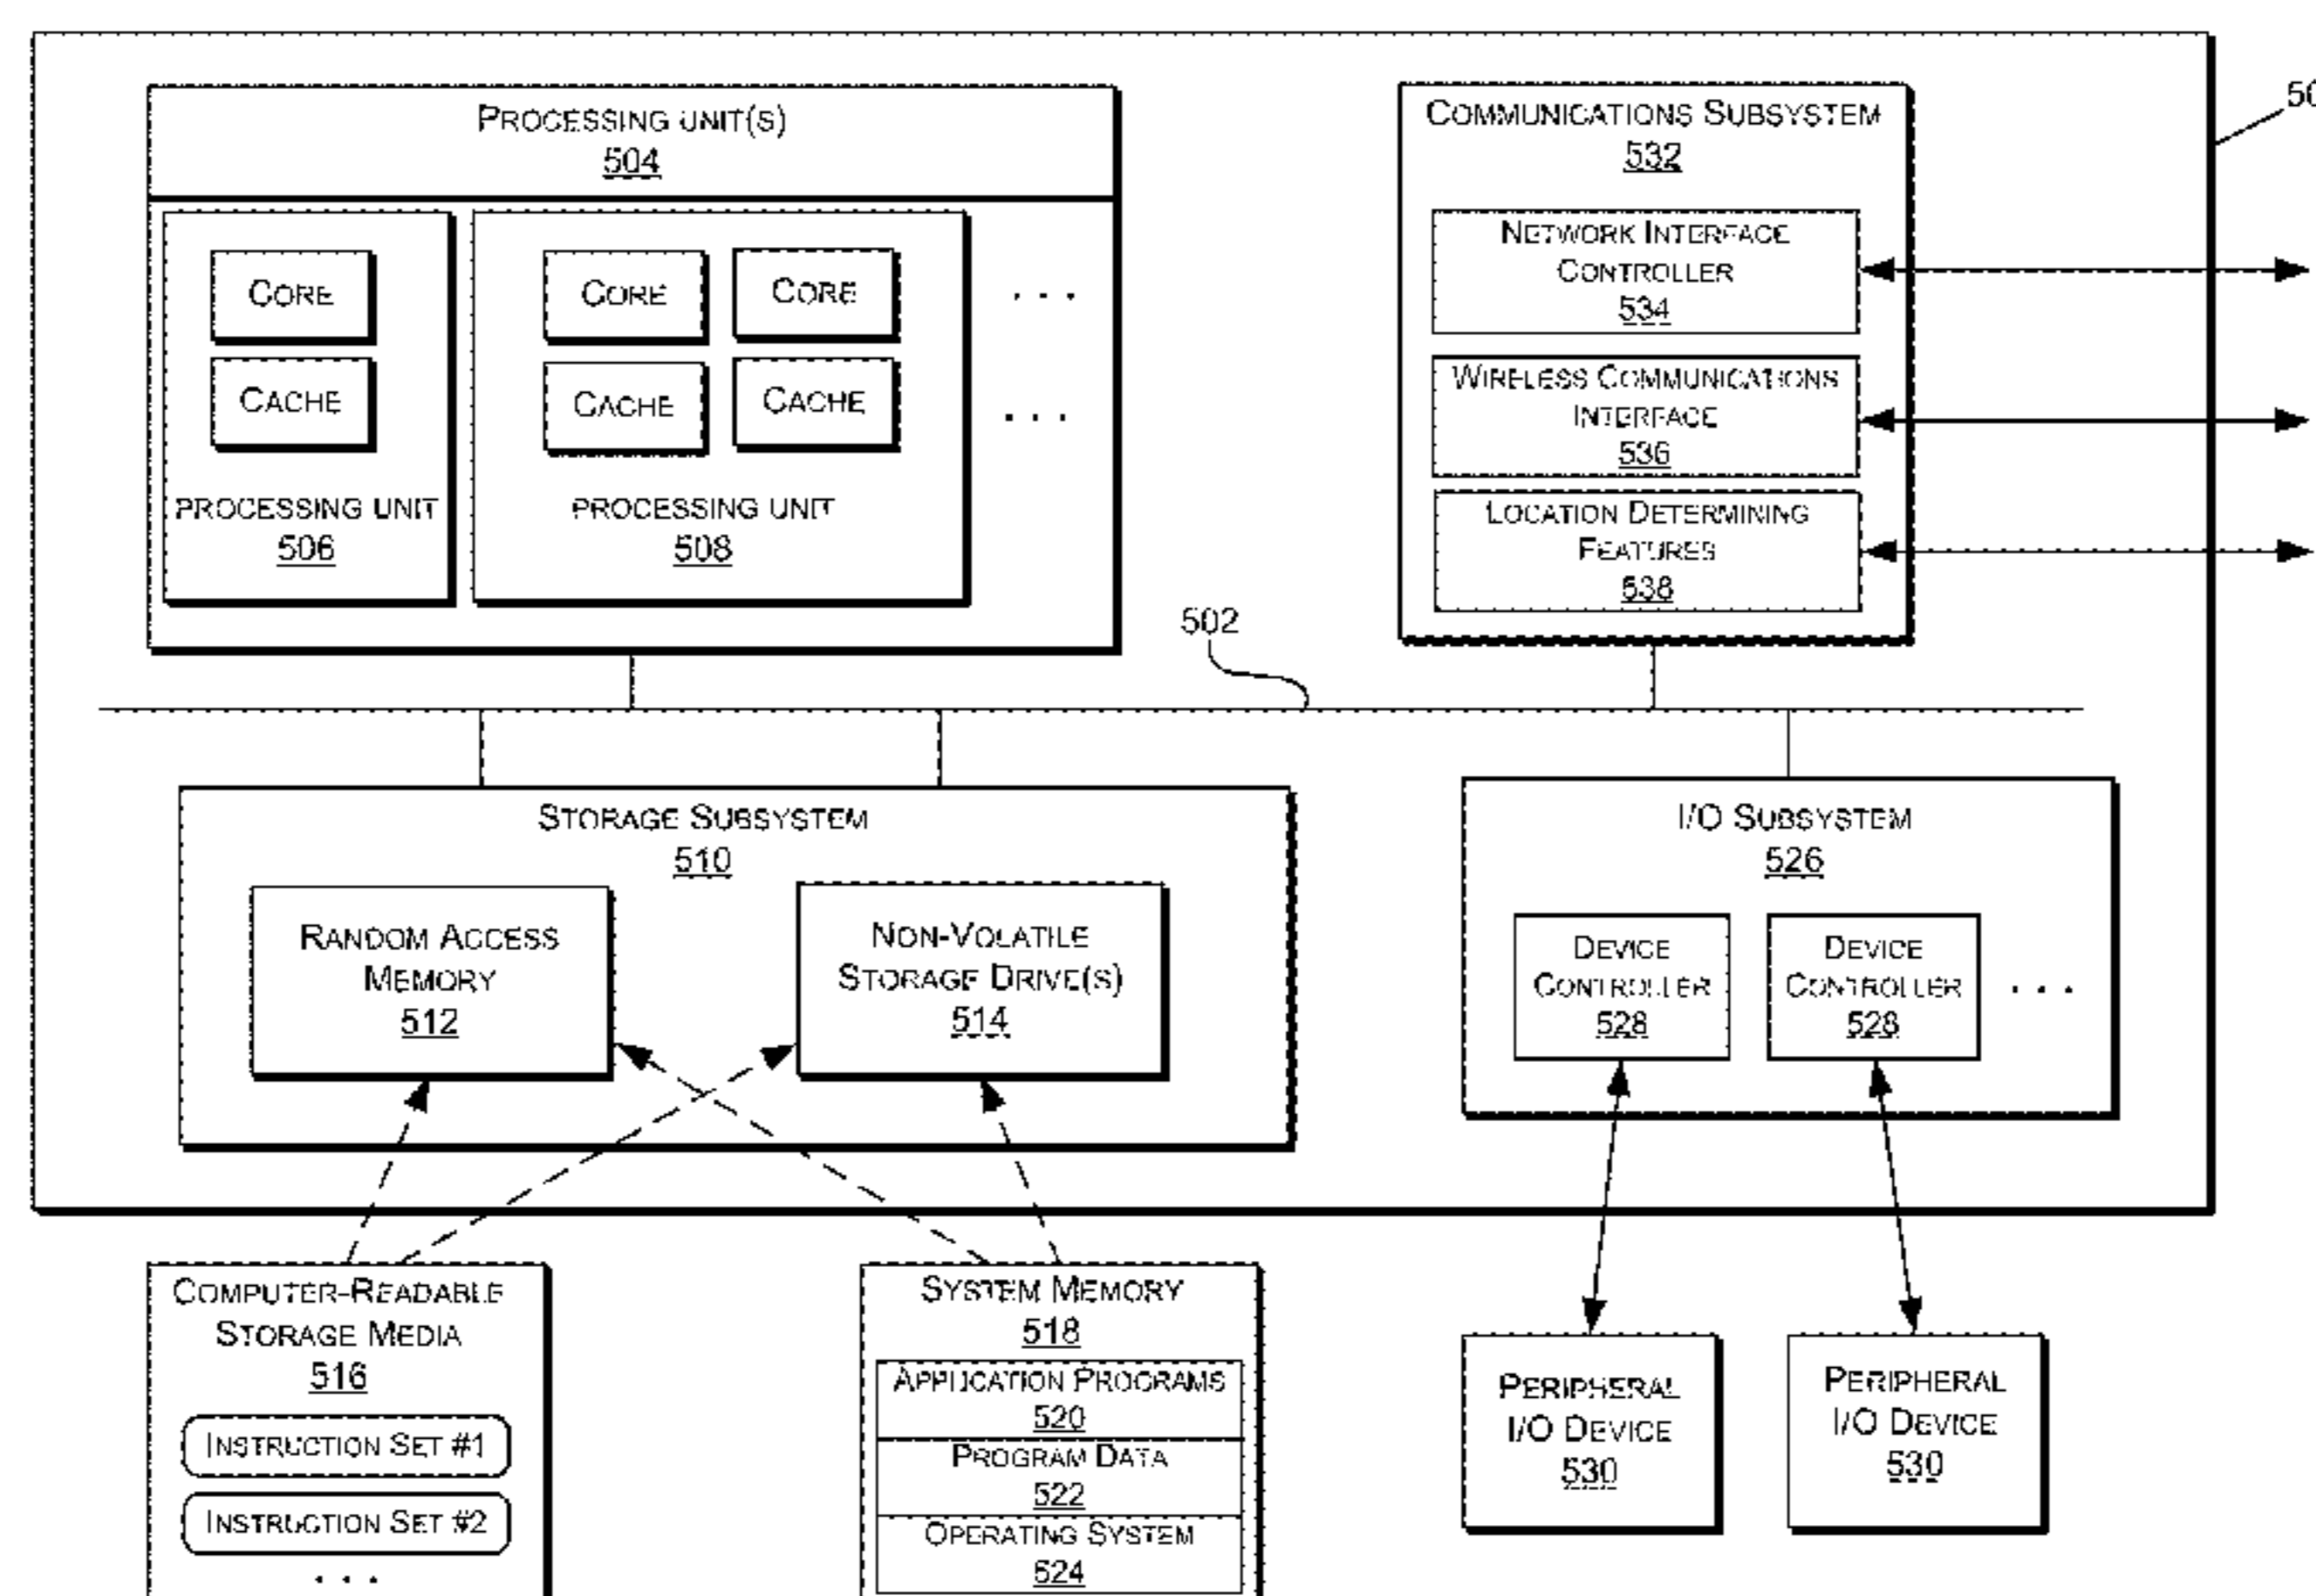 PROCESSING UNIT(S)
504
CORE
CACHE
PROCESSING UNIT
506
CORE
CORE
. . .
CACHE
CACHE
. . .
PROCESSING UNIT
508
COMMUNICATIONS SUBSYSTEM
532
NETWORK INTERFACE
CONTROLLER
534
WIRELESS COMMUNICATIONS
INTERFACE
536
LOCATION DETERMINING
FEATURES
538
502
STORAGE SUBSYSTEM
510
RANDOM ACCESS
MEMORY
512
NON-VOLATILE
STORAGE DRIVE(S)
514
I/O SUBSYSTEM
526
DEVICE
CONTROLLER
528
DEVICE
CONTROLLER
528
. . .
COMPUTER-READABLE
STORAGE MEDIA
516
INSTRUCTION SET #1
INSTRUCTION SET #2
. . .
SYSTEM MEMORY
518
APPLICATION PROGRAMS
520
PROGRAM DATA
522
OPERATING SYSTEM
524
PERIPHERAL
I/O DEVICE
530
PERIPHERAL
I/O DEVICE
530